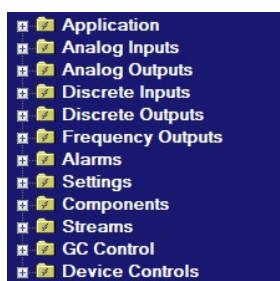 Application
Analog Inputs
Analog Outputs
Discrete Inputs
Discrete Outputs
Frequency Outputs
Alarms
Settings
Components
Streams
GC Control
Device Controls